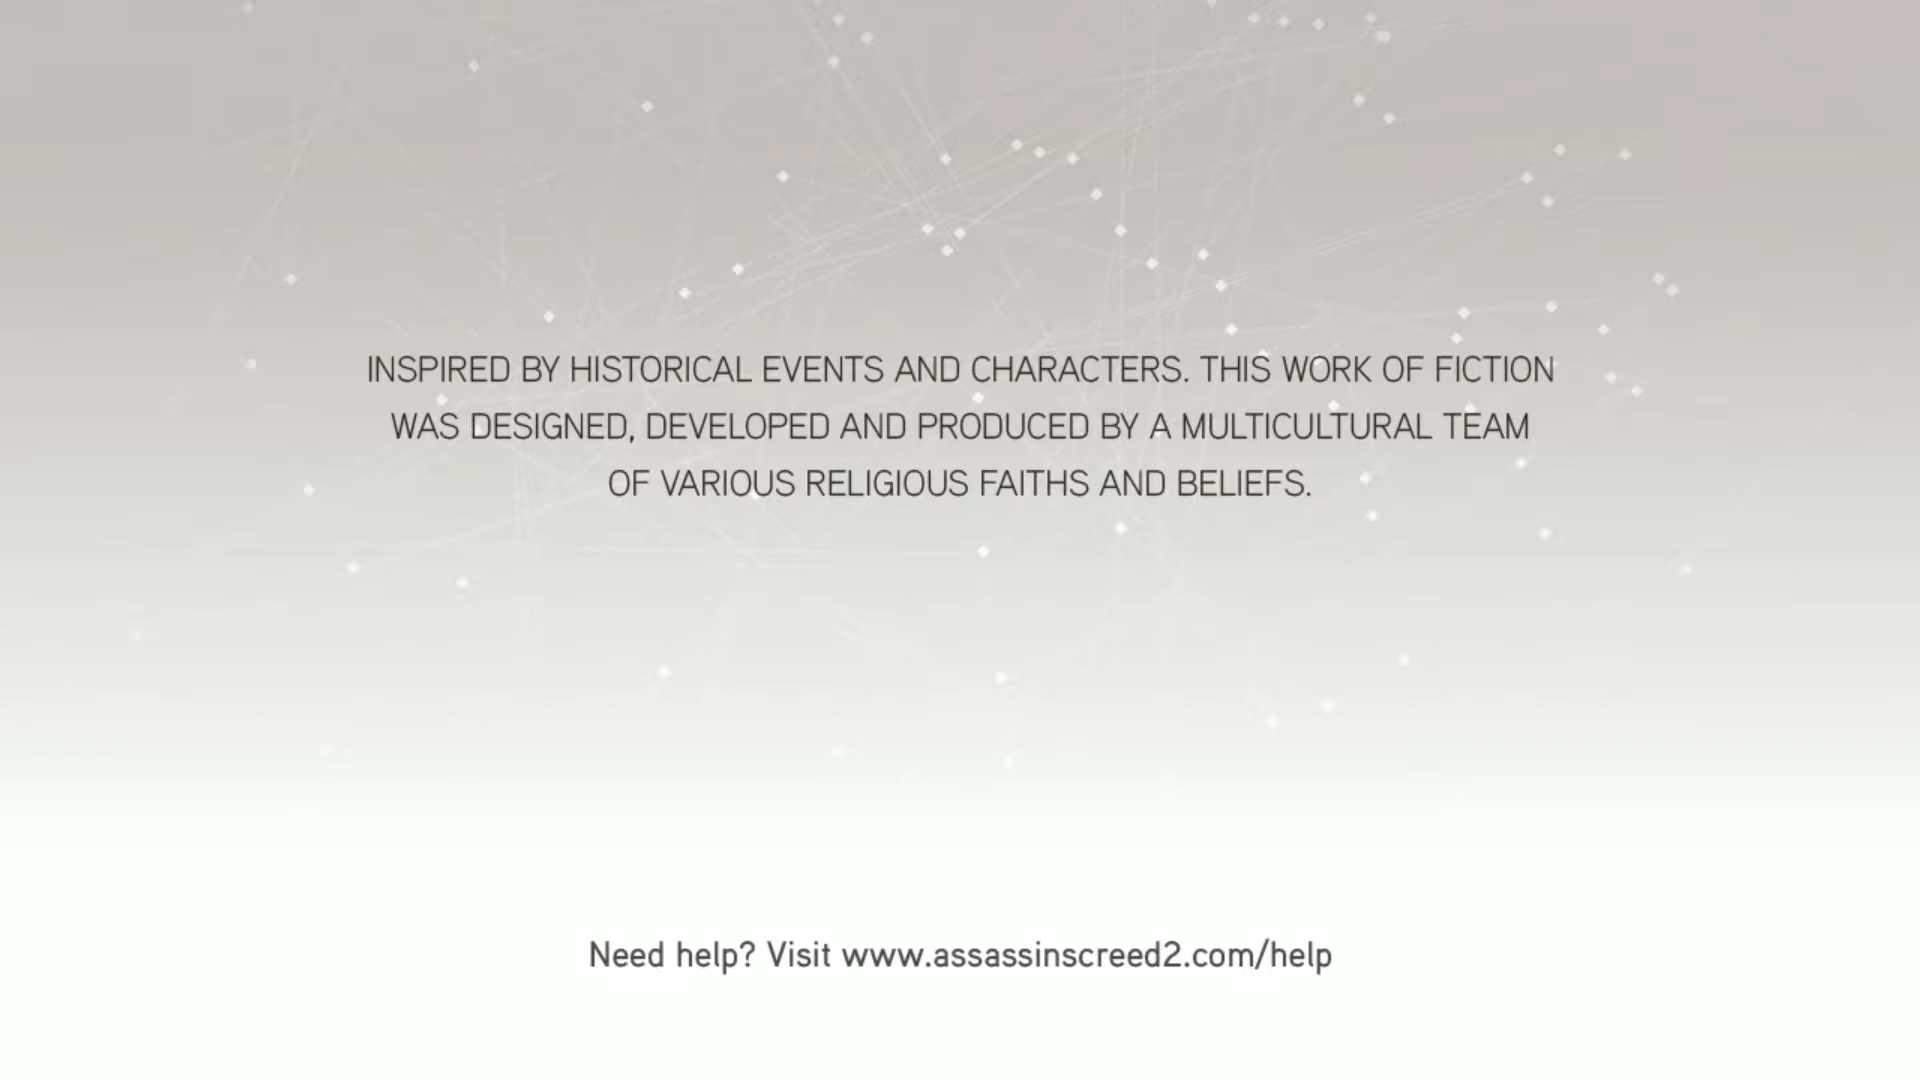 INSPIRED BY HISTORICAL EVENTS AND CHARACTERS. THIS WORK OF FICTION
WAS DESIGNED, DEVELOPED AND PRODUCED BY A MULTICULTURAL TEAM
OF VARIOUS RELIGIOUS FAITHS AND BELIEFS.
Need help? Visit www.assassinscreed2.com/help